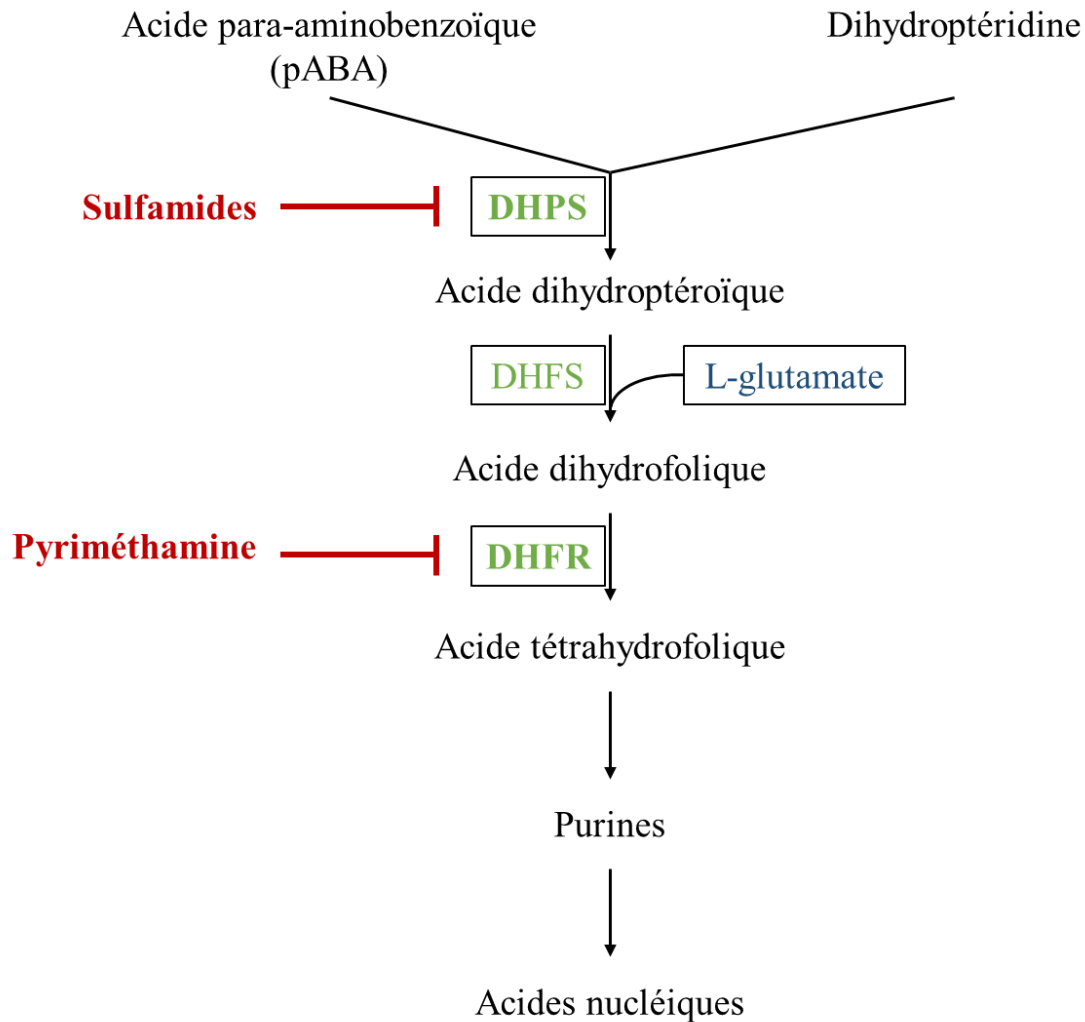 Acide para-aminobenzoïque
(pABA)
Dihydroptéridine
Sulfamides
DHPS
Acide dihydroptéroïque
DHFS
L-glutamate
Acide dihydrofolique
Pyriméthamine
DHFR
Acide tétrahydrofolique
Purines
Acides nucléiques